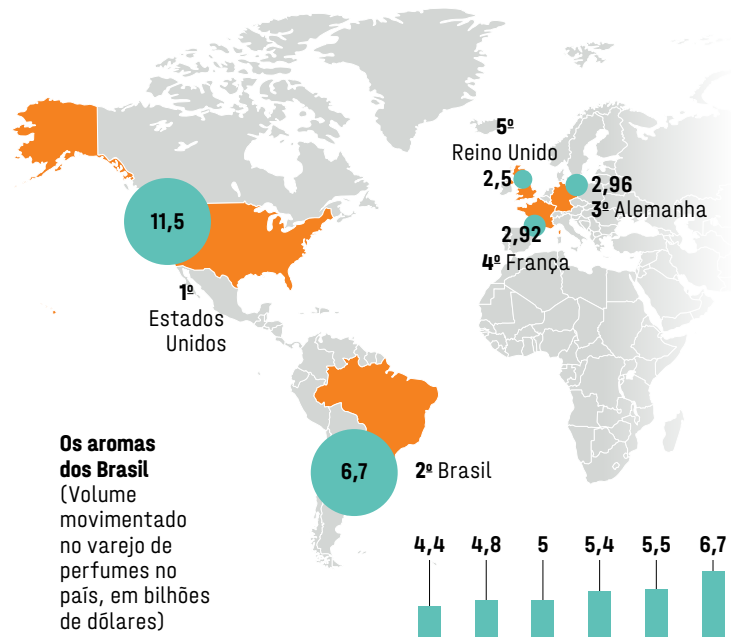 5º
Reino Unido
2,5
2,96
3º Alemanha
2,92
4º França
11,5
1º
Estados
Unidos
6,7
2º Brasil
Os aromas
dos Brasil
(Volume
movimentado
no varejo de
perfumes no
país, em bilhões
de dólares)
4,4 4,8 5 5,4 5,5 6,7